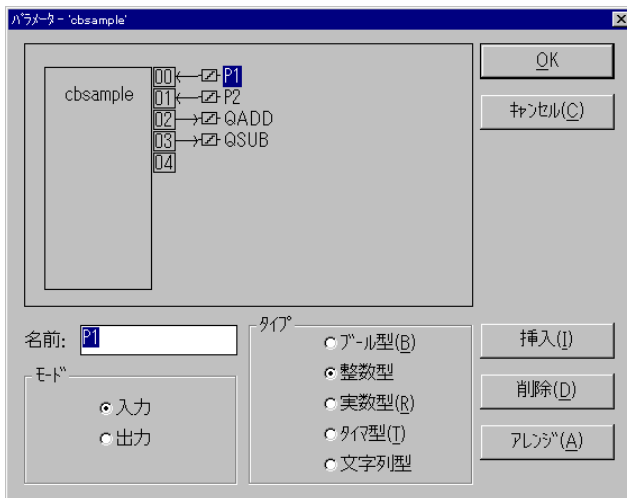 ﾊﾟﾗﾒｰﾀｰ - 'cbsample'
cbsample
00 P1
01 P2
02 QADD
03 QSUB
04
OK
ｷｬﾝｾﾙ(C)
名前: P1
ﾓｰﾄﾞ
入力
出力
ﾀｲﾌﾟ
ﾌﾞｰﾙ型(B)
整数型
実数型(R)
ﾀｲﾏ型(T)
文字列型
挿入(I)
削除(D)
ｱﾚﾝｼﾞ(A)